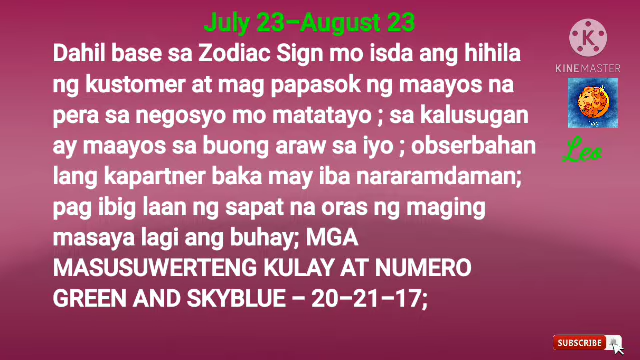 July 23–August 23
Dahil base sa Zodiac Sign mo isda ang hihila
ng kustomer at mag papasok ng maayos na
pera sa negosyo mo matatayo ; sa kalusugan
ay maayos sa buong araw sa iyo ; obserbahan
lang kapartner baka may iba nararamdaman;
pag ibig laan ng sapat na oras ng maging
masaya lagi ang buhay; MGA
MASUSUWERTENG KULAY AT NUMERO
GREEN AND SKYBLUE – 20–21–17;
K
KINEMASTER
Leo
SUBSCRIBE